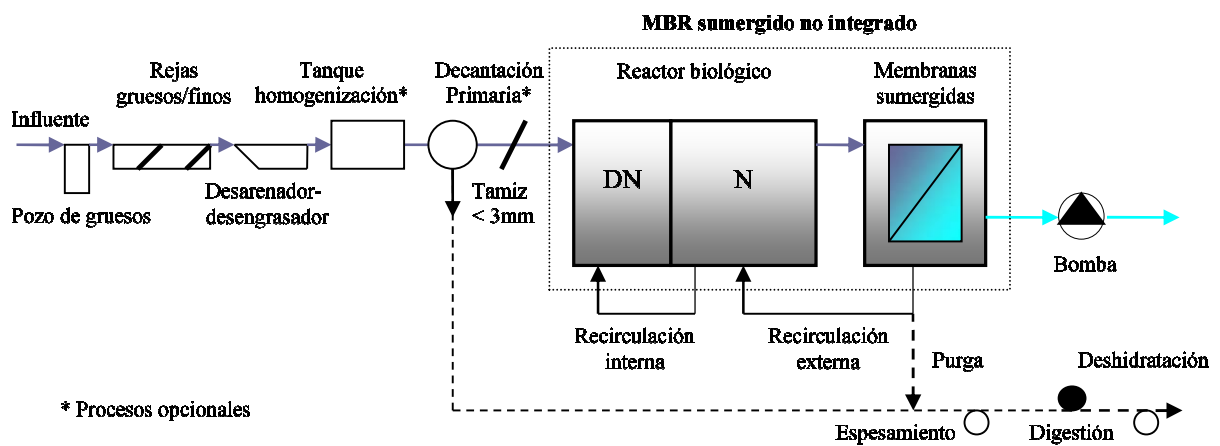 MBR sumergido no integrado
Rejas
gruesos/finos
Tanque
homogenización*
Decantación
Primaria*
Reactor biológico
Membranas
sumergidas
Influente
DN
N
Pozo de gruesos
Desarenador-
desengrasador
Tamiz
< 3mm
Bomba
Recirculación
interna
Recirculación
externa
Purga
Deshidratación
* Procesos opcionales
Espesamiento
Digestión